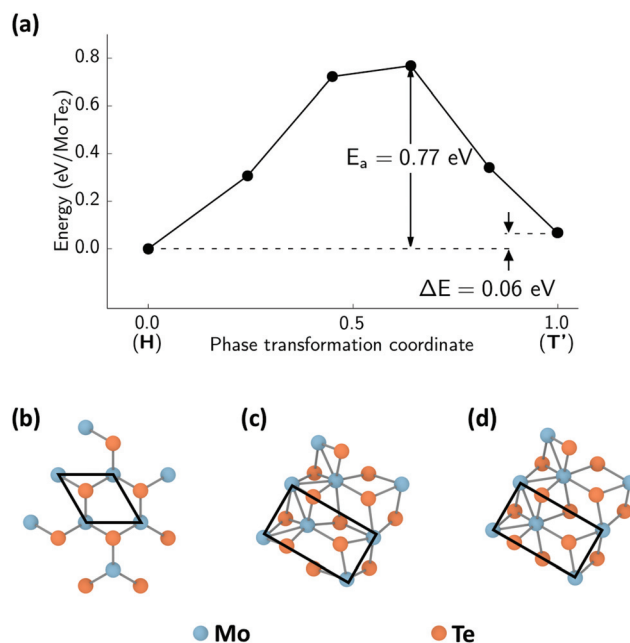 (a)
Energy (eV/MoTe₂)
0.8
0.6
0.4
0.2
0.0
Eₐ = 0.77 eV
ΔE = 0.06 eV
0.0
0.5
1.0
(H)
Phase transformation coordinate
(T’)
(b)
(c)
(d)
Mo
Te